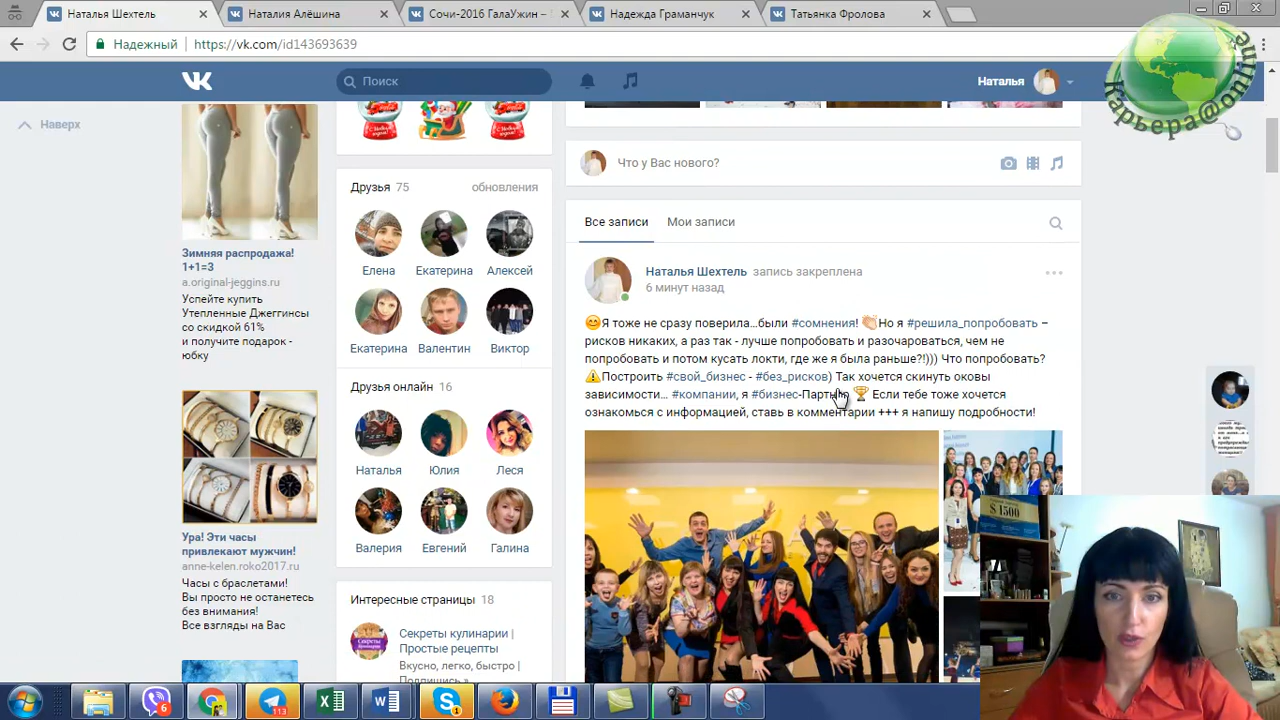 Наталья Шехтель
Наталия Алёшина
Сочи-2016 ГалаУжин –
Надежда Граманчук
Татьянка Фролова
Надежный
https://vk.com/id143693639
Поиск
Наталья
Карьера@online
Наверх
Что у Вас нового?
Друзья 75 обновления
Елена Екатерина Алексей
Екатерина Валентин Виктор
Друзья онлайн 16
Наталья Юлия Леся
Валерия Евгений Галина
Интересные страницы 18
Секреты кулинарии |
Простые рецепты
Вкусно, легко, быстро |
Подпишись »
Зимняя распродажа!
1+1=3
a.original-jeggins.ru
Успейте купить
Утепленные Джеггинсы
со скидкой 61%
и получите подарок -
юбку
Ура! Эти часы
привлекают мужчин!
anne-kelen.roko2017.ru
Часы с браслетами!
Вы просто не останетесь
без внимания!
Все взгляды на Вас
Все записи Мои записи
Наталья Шехтель запись закреплена
6 минут назад
😊Я тоже не сразу поверила…были #сомнения! 👏Но я #решила_попробовать –
рисков никаких, а раз так - лучше попробовать и разочароваться, чем не
попробовать и потом кусать локти, где же я была раньше?!))) Что попробовать?
⚠Построить #свой_бизнес - #без_рисков) Так хочется скинуть оковы
зависимости… #компании, я #бизнес-Партнер 🏆 Если тебе тоже хочется
ознакомься с информацией, ставь в комментарии +++ я напишу подробности!
$ 1500
6
113
1